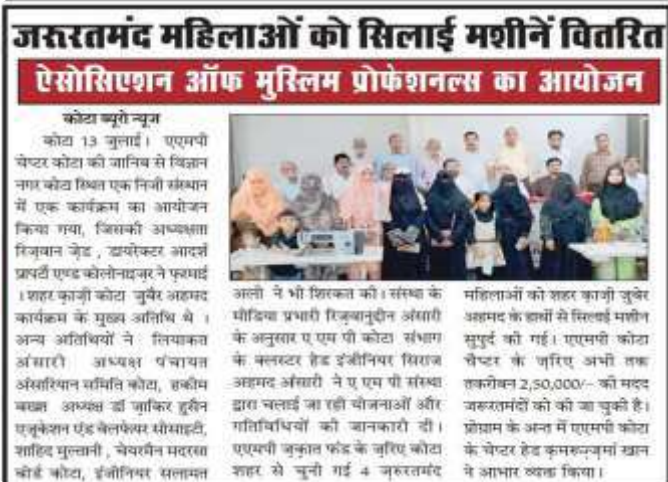 जरूरतमंद महिलाओं को सिलाई मशीनें वितरित
ऐसोसिएशन ऑफ मुस्लिम प्रोफेशनल्स का आयोजन
कोटा ब्यूरो न्यूज
कोटा 13 जुलाई। एएमपी
चेप्टर कोटा की जानिब से विज्ञान
नगर कोटा स्थित एक निजी संस्थान
में एक कार्यक्रम का आयोजन
किया गया, जिसकी अध्यक्षता
रिज़वान ज़ेड , डायरेक्टर आदर्श
प्रापर्टी एण्ड कोलोनाइज़र ने फ़रमाई
। शहर क़ाज़ी कोटा जुबैर अहमद
कार्यक्रम के मुख्य अतिथि थे ।
अन्य अतिथियों ने लियाकत
अंसारी अध्यक्ष पंचायत
अंसारियान समिति कोटा, हकीम
बख्श अध्यक्ष डॉ जाकिर हुसैन
एजूकेशन एंड वेलफेयर सोसाइटी,
शाहिद मुल्तानी , चेयरमैन मदरसा
बोर्ड कोटा, इंजीनियर सलामत
अली ने भी शिरकत की। संस्था के
मीडिया प्रभारी रिज़वानुद्दीन अंसारी
के अनुसार ए एम पी कोटा संभाग
के क्लस्टर हेड इंजीनियर सिराज
अहमद अंसारी ने ए एम पी संस्था
द्वारा चलाई जा रही योजनाओं और
गतिविधियों की जानकारी दी।
एएमपी ज़कात फंड के ज़रिए कोटा
शहर से चुनी गई 4 ज़रुरतमंद
महिलाओं को शहर क़ाज़ी ज़ुबेर
अहमद के हाथों से सिलाई मशीन
सुपुर्द की गई। एएमपी कोटा
चैप्टर के ज़रिए अभी तक
तकरीबन 2,50,000/- की मदद
जरूरतमंदों को की जा चुकी है।
प्रोग्राम के अन्त में एएमपी कोटा
के चेप्टर हेड क़मरुज़्ज़मां खान
ने आभार व्यक्त किया।